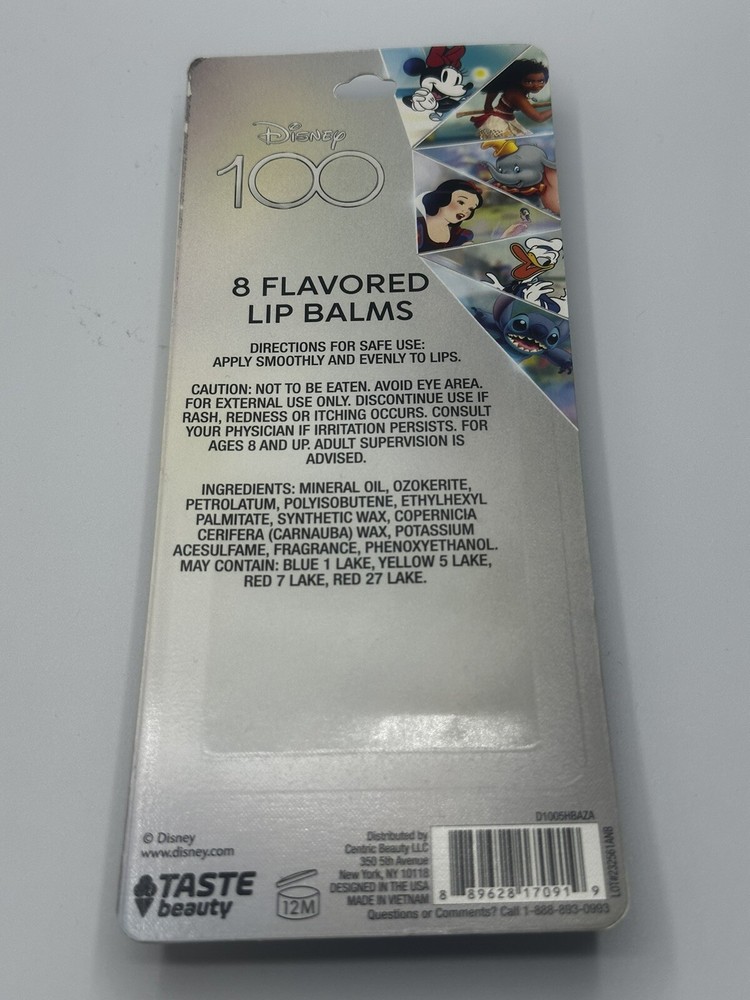 Disney
100
8 FLAVORED
LIP BALMS
DIRECTIONS FOR SAFE USE:
APPLY SMOOTHLY AND EVENLY TO LIPS.
CAUTION: NOT TO BE EATEN. AVOID EYE AREA.
FOR EXTERNAL USE ONLY. DISCONTINUE USE IF
RASH, REDNESS OR ITCHING OCCURS. CONSULT
YOUR PHYSICIAN IF IRRITATION PERSISTS. FOR
AGES 8 AND UP. ADULT SUPERVISION IS
ADVISED.
INGREDIENTS: MINERAL OIL, OZOKERITE,
PETROLATUM, POLYISOBUTENE, ETHYLHEXYL
PALMITATE, SYNTHETIC WAX, COPERNICIA
CERIFERA (CARNAUBA) WAX, POTASSIUM
ACESULFAME, FRAGRANCE, PHENOXYETHANOL.
MAY CONTAIN: BLUE 1 LAKE, YELLOW 5 LAKE,
RED 7 LAKE, RED 27 LAKE.
© Disney
www.disney.com
TASTE
beauty
12M
Distributed by
Centric Beauty LLC
350 5th Avenue
New York, NY 10118
DESIGNED IN THE USA
MADE IN VIETNAM
Questions or Comments? Call 1-888-893-0993
D1005HBAZA
8 89628 17091 9
LOT#232561ANB